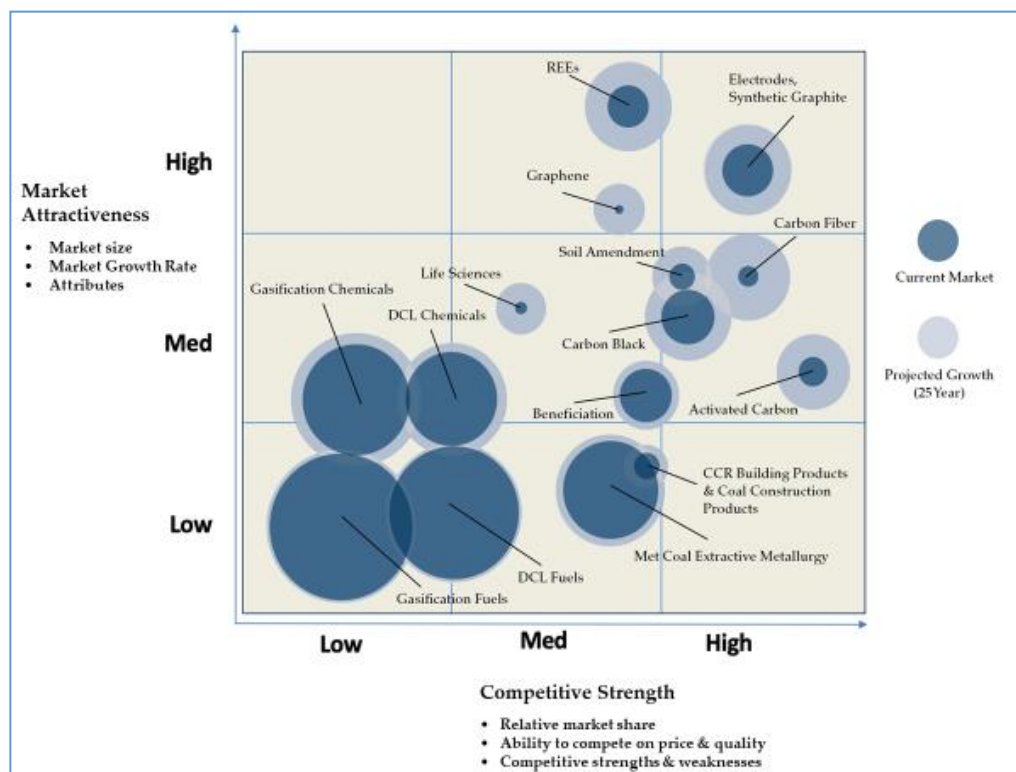 REEs
Electrodes,
Synthetic Graphite
High
Market
Attractiveness
• Market size
• Market Growth Rate
• Attributes
Graphene
Carbon Fiber
Soil Amendment
Life Sciences
Gasification Chemicals
DCL Chemicals
Current Market
Med
Carbon Black
Projected Growth
(25 Year)
Beneficiation
Activated Carbon
CCR Building Products
& Coal Construction
Products
Low
Met Coal Extractive Metallurgy
DCL Fuels
Gasification Fuels
Low
Med
High
Competitive Strength
• Relative market share
• Ability to compete on price & quality
• Competitive strengths & weaknesses